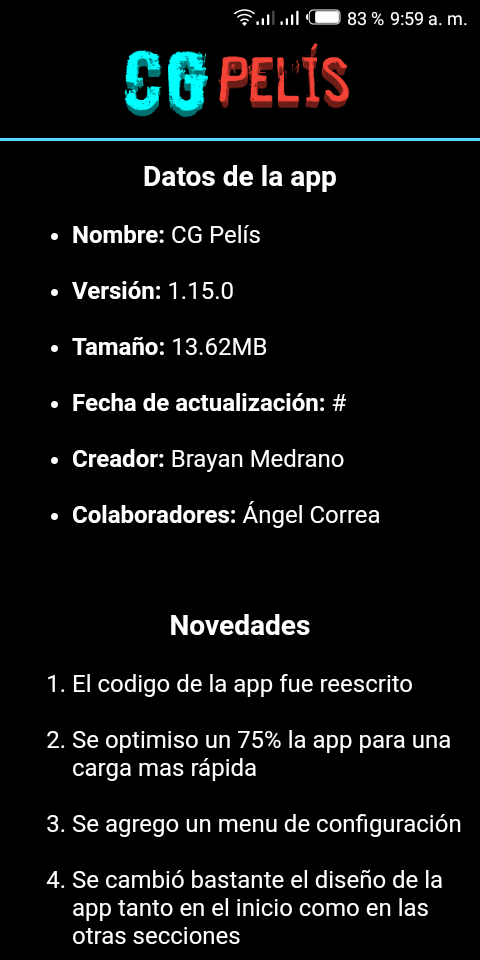 83 % 9:59 a. m.
CG PELÍS
Datos de la app
• Nombre: CG Pelís
• Versión: 1.15.0
• Tamaño: 13.62MB
• Fecha de actualización: #
• Creador: Brayan Medrano
• Colaboradores: Ángel Correa
Novedades
1. El codigo de la app fue reescrito
2. Se optimiso un 75% la app para una
carga mas rápida
3. Se agrego un menu de configuración
4. Se cambió bastante el diseño de la
app tanto en el inicio como en las
otras secciones